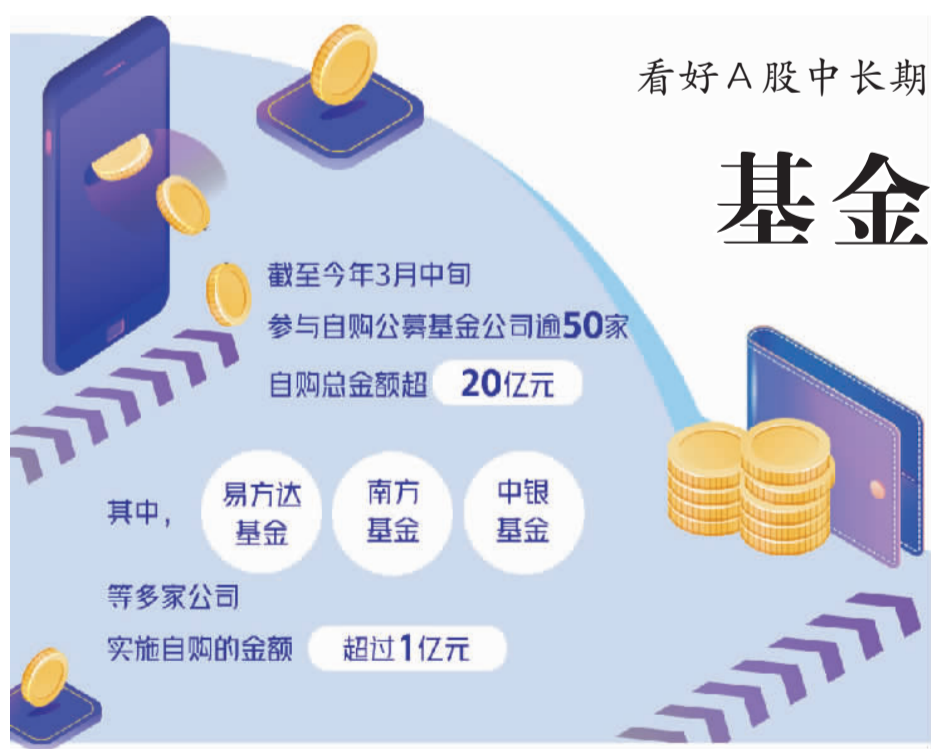 看好A股中长期
基金
截至今年3月中旬
参与自购公募基金公司逾50家
自购总金额超 20亿元
其中，
易方达
基金
南方
基金
中银
基金
等多家公司
实施自购的金额 超过1亿元